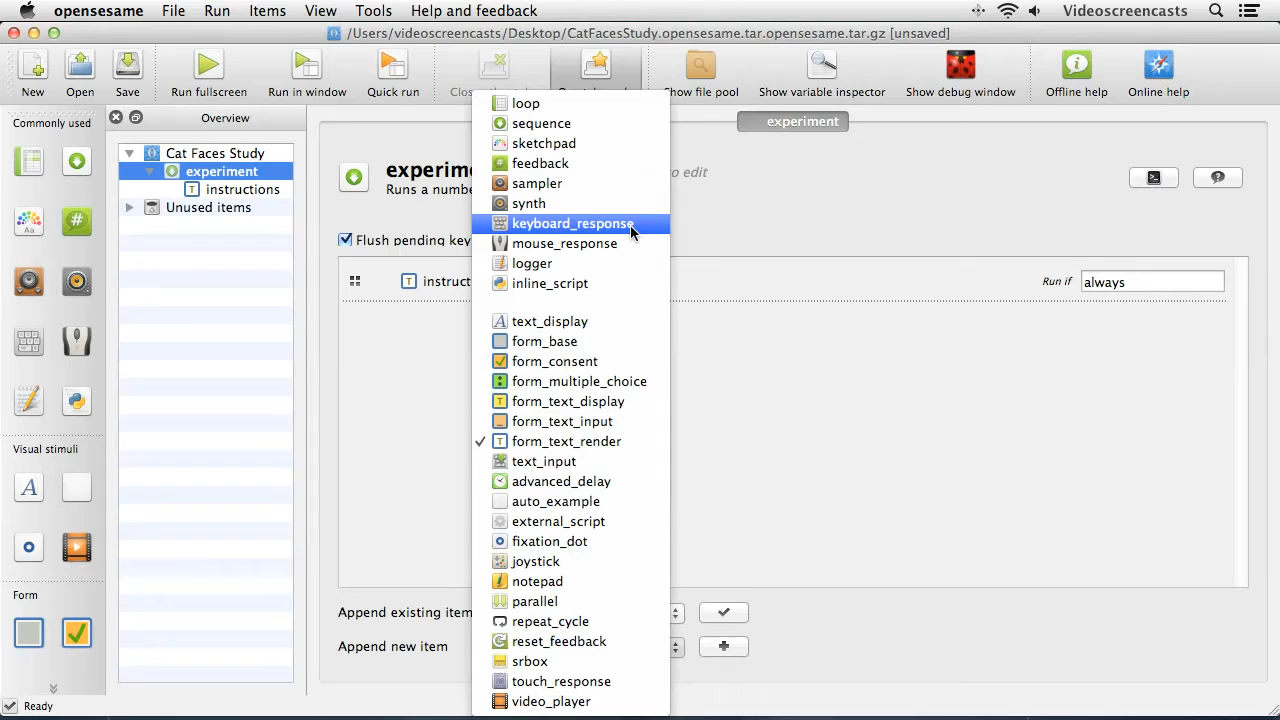 opensesame File Run Items View Tools Help and feedback Videoscreencasts
/Users/videoscreencasts/Desktop/CatFacesStudy.opensesame.tar.opensesame.tar.gz [unsaved]
New Open Save Run fullscreen Run in window Quick run Show file pool Show variable inspector Show debug window Offline help Online help
Commonly used
Aa
Visual stimuli
A
Form
Overview
Cat Faces Study
experiment
T instructions
Unused items
experiment
experime
to edit
Runs a numbe
Flush pending key
T instruct
Run if always
Append existing item
Append new item
loop
sequence
sketchpad
feedback
sampler
synth
keyboard_response
mouse_response
logger
inline_script
text_display
form_base
form_consent
form_multiple_choice
form_text_display
form_text_input
form_text_render
text_input
advanced_delay
auto_example
external_script
fixation_dot
joystick
notepad
parallel
repeat_cycle
reset_feedback
srbox
touch_response
video_player
Ready